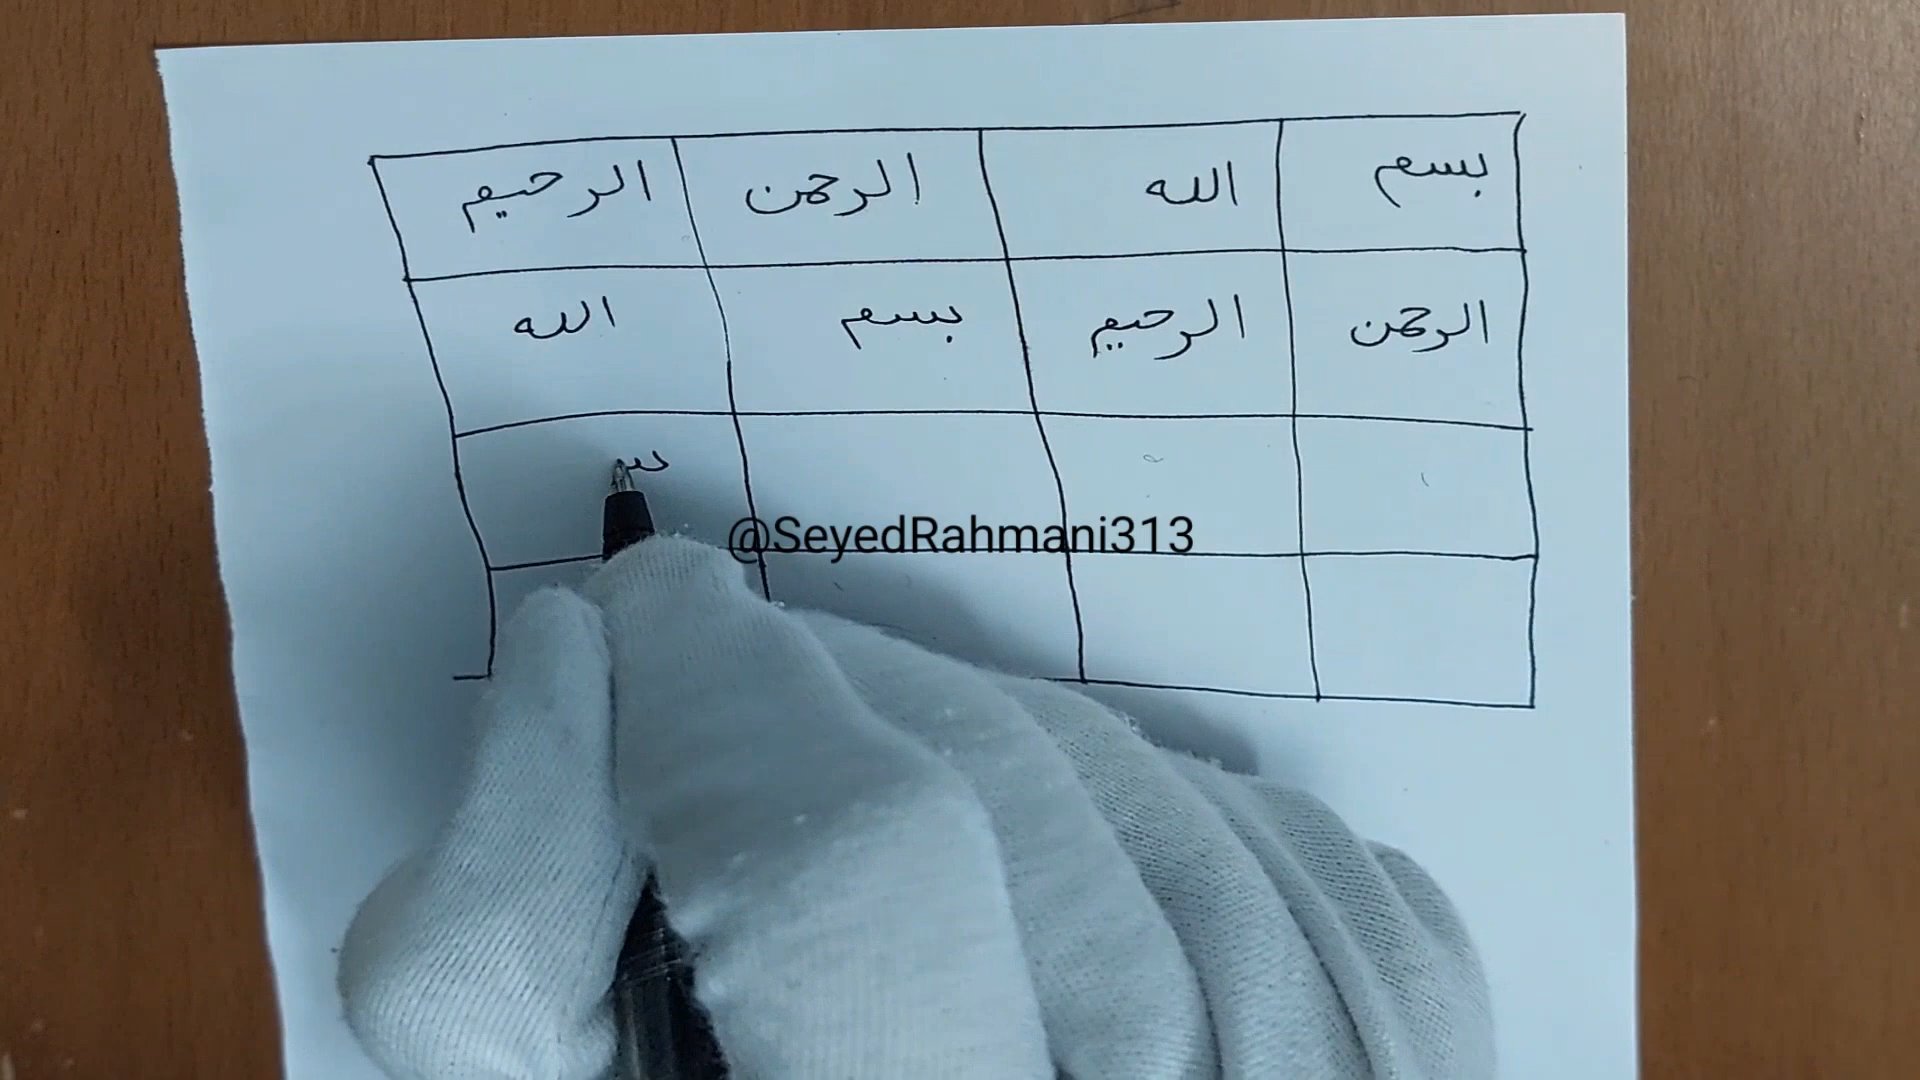 بسم الله الرحمن الرحيم
الرحمن الرحيم بسم الله
@SeyedRahmani313